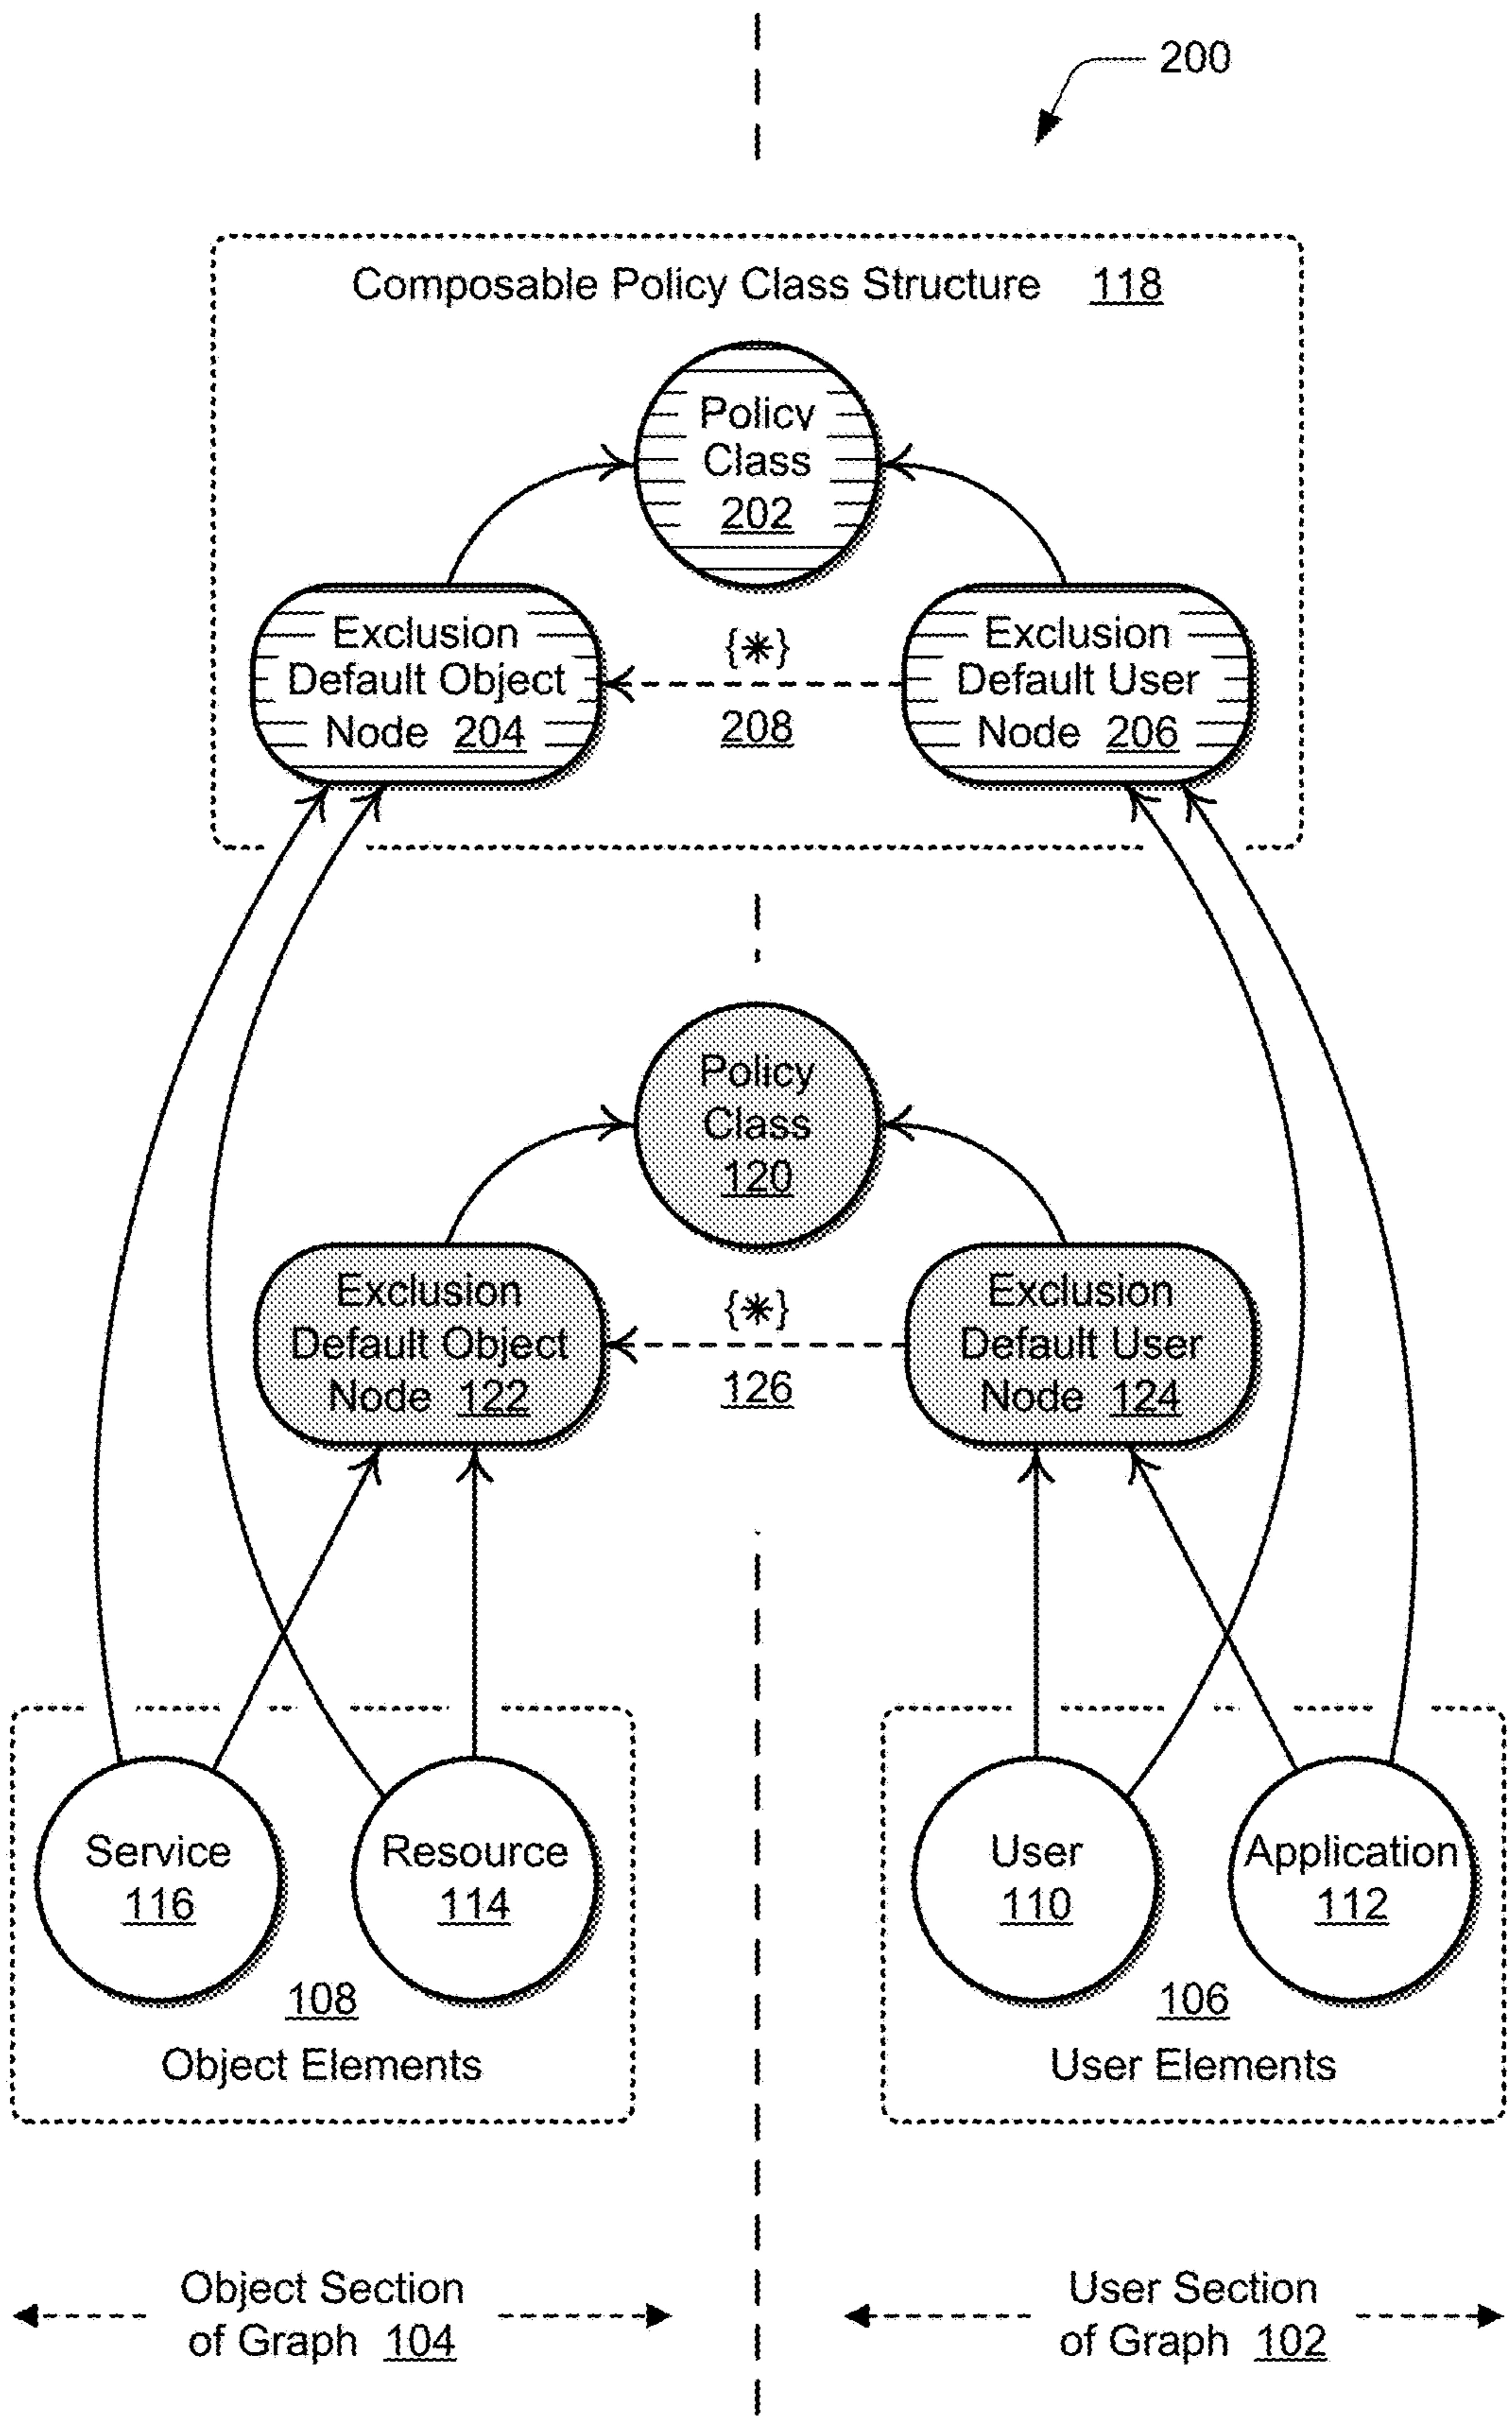 200
Composable Policy Class Structure 118
Policy
Class
202
Exclusion
Default Object
Node 204
{*}
208
Exclusion
Default User
Node 206
Policy
Class
120
Exclusion
Default Object
Node 122
{*}
126
Exclusion
Default User
Node 124
Service
116
Resource
114
108
Object Elements
User
110
Application
112
106
User Elements
Object Section
of Graph 104
User Section
of Graph 102